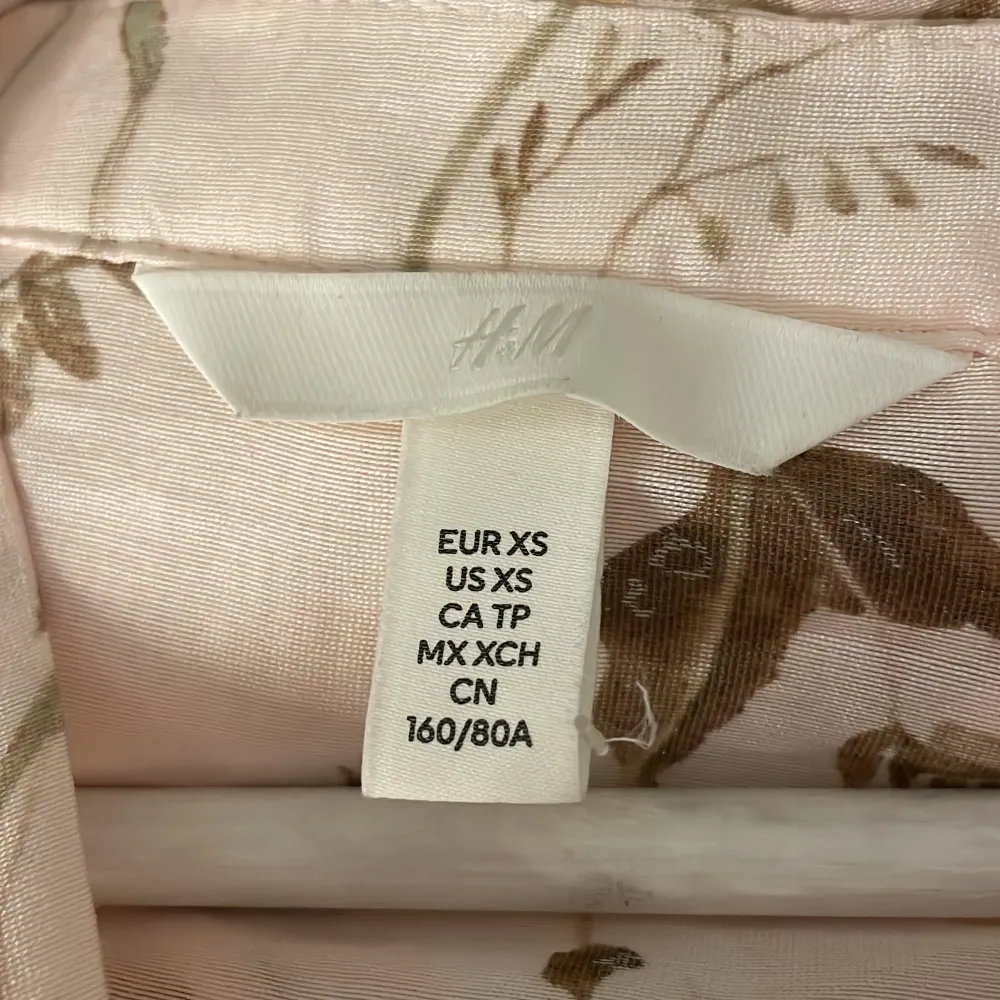 H&M
EUR XS
US XS
CA TP
MX XCH
CN
160/80A